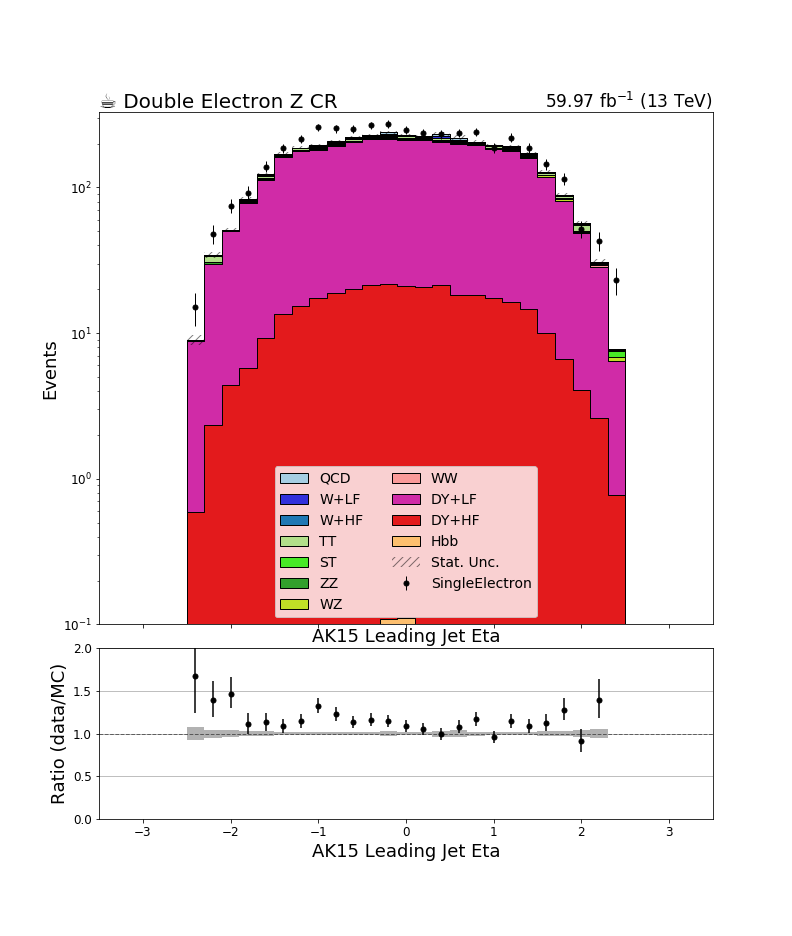 ☕ Double Electron Z CR
59.97 fb⁻¹ (13 TeV)
Events
10²
10¹
10⁰
10⁻¹
QCD
W+LF
W+HF
TT
ST
ZZ
WZ
WW
DY+LF
DY+HF
Hbb
Stat. Unc.
SingleElectron
AK15 Leading Jet Eta
Ratio (data/MC)
2.0
1.5
1.0
0.5
0.0
−3 −2 −1 0 1 2 3
AK15 Leading Jet Eta